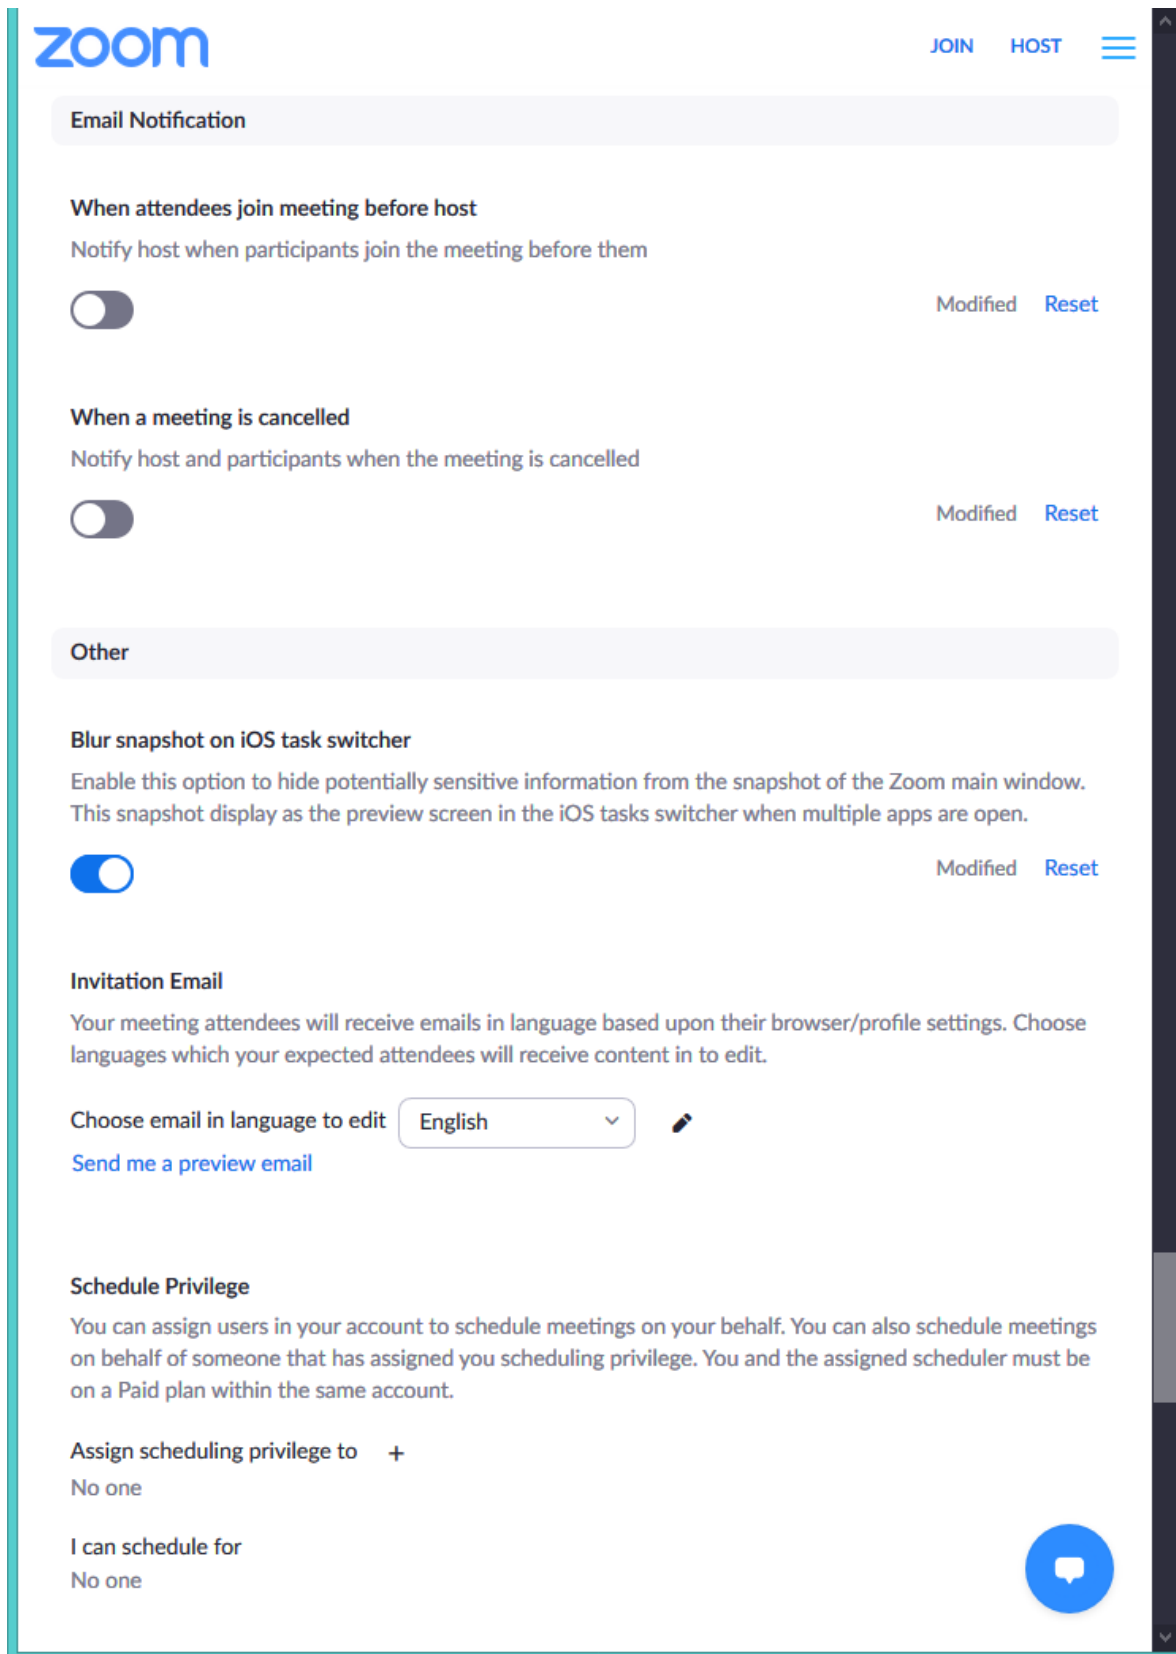 zoom
JOIN HOST
Email Notification
When attendees join meeting before host
Notify host when participants join the meeting before them
Modified Reset
When a meeting is cancelled
Notify host and participants when the meeting is cancelled
Modified Reset
Other
Blur snapshot on iOS task switcher
Enable this option to hide potentially sensitive information from the snapshot of the Zoom main window.
This snapshot display as the preview screen in the iOS tasks switcher when multiple apps are open.
Modified Reset
Invitation Email
Your meeting attendees will receive emails in language based upon their browser/profile settings. Choose
languages which your expected attendees will receive content in to edit.
Choose email in language to edit English
Send me a preview email
Schedule Privilege
You can assign users in your account to schedule meetings on your behalf. You can also schedule meetings
on behalf of someone that has assigned you scheduling privilege. You and the assigned scheduler must be
on a Paid plan within the same account.
Assign scheduling privilege to +
No one
I can schedule for
No one